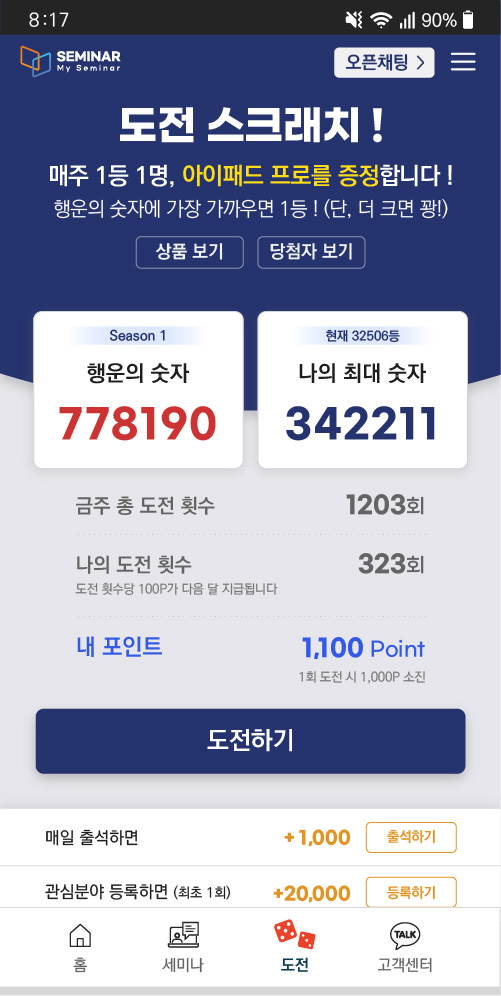 8:17
90%
SEMINAR
My Seminar
오픈채팅 >
도전 스크래치 !
매주 1등 1명, 아이패드 프로를 증정합니다 !
행운의 숫자에 가장 가까우면 1등 ! (단, 더 크면 꽝!)
상품 보기
당첨자 보기
Season 1
행운의 숫자
778190
현재 32506등
나의 최대 숫자
342211
금주 총 도전 횟수
1203회
나의 도전 횟수
323회
도전 횟수당 100P가 다음 달 지급됩니다
내 포인트
1,100 Point
1회 도전 시 1,000P 소진
도전하기
매일 출석하면
+1,000
출석하기
관심분야 등록하면 (최초 1회)
+20,000
등록하기
홈
세미나
도전
TALK
고객센터